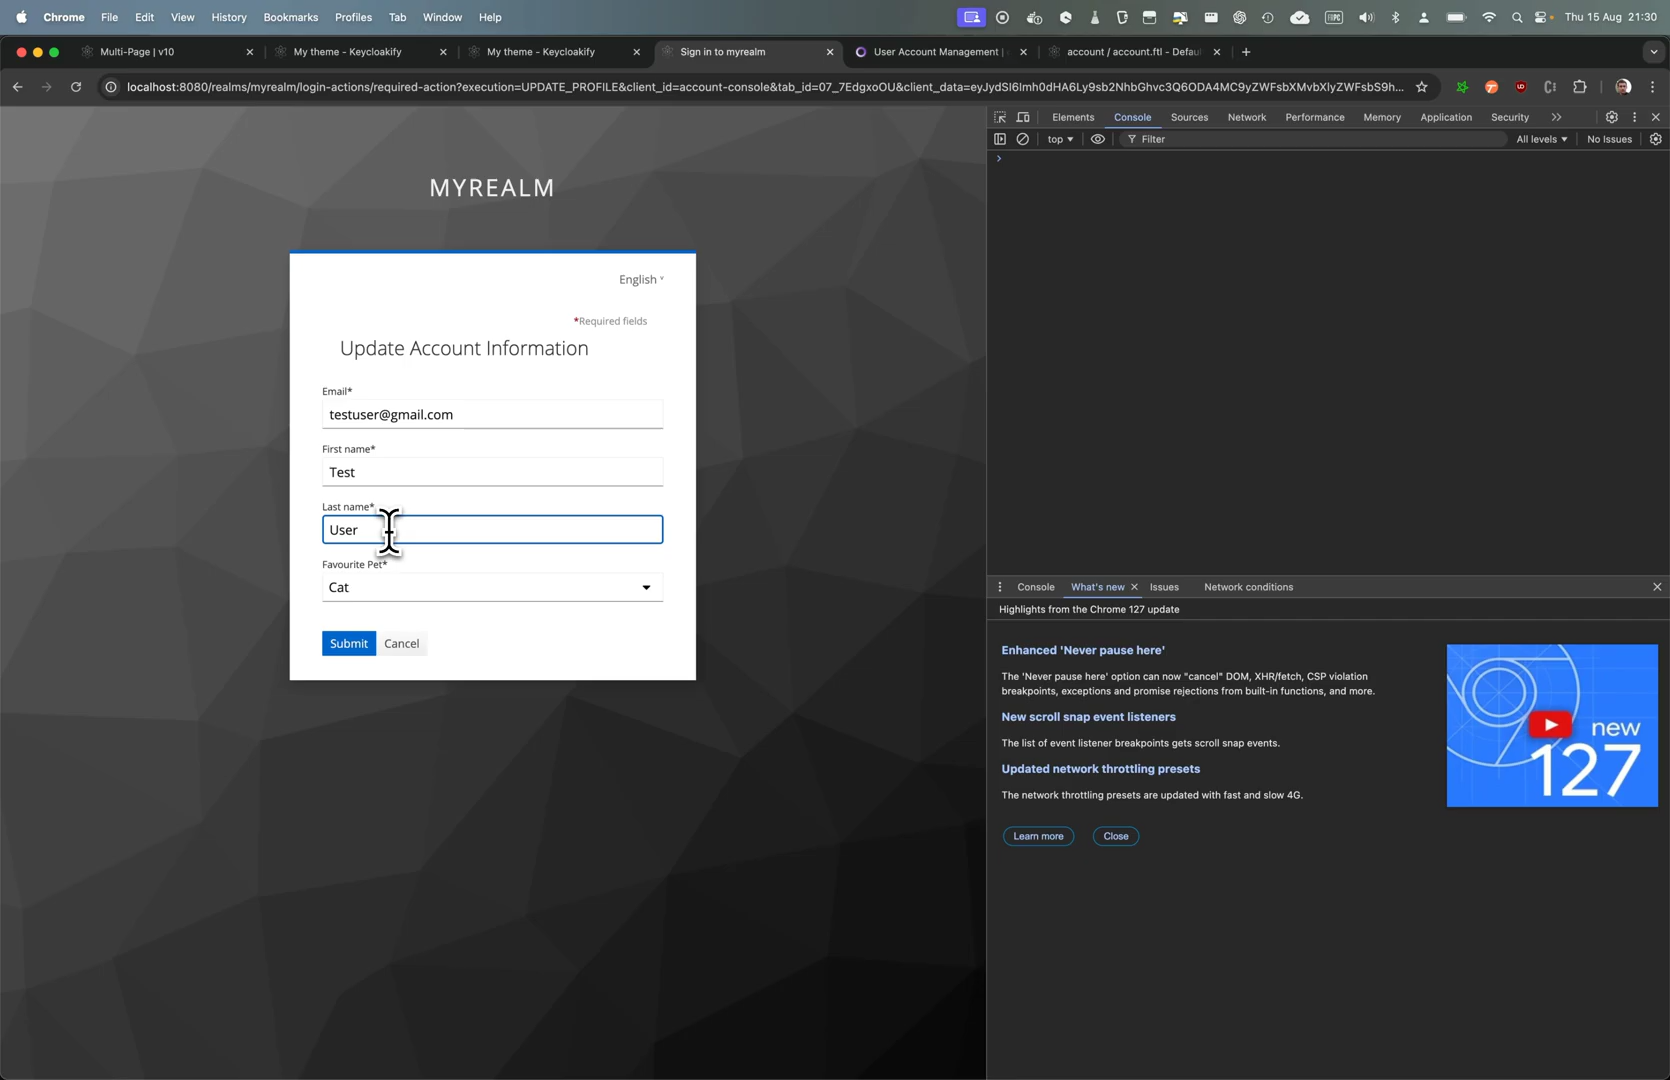 Chrome File Edit View History Bookmarks Profiles Tab Window Help Thu 15 Aug 21:30
Multi-Page | v10 My theme - Keycloakify My theme - Keycloakify Sign in to myrealm User Account Management | account / account.ftl - Defau
localhost:8080/realms/myrealm/login-actions/required-action?execution=UPDATE_PROFILE&client_id=account-console&tab_id=07_7EdgxoOU&client_data=eyJydSI6Imh0dHA6Ly9sb2NhbGhvc3Q6ODA4MC9yZWFsbXMvbXlyZWFsbS9h...
Elements Console Sources Network Performance Memory Application Security
top Filter All levels No Issues
MYREALM
English
*Required fields
Update Account Information
Email*
testuser@gmail.com
First name*
Test
Last name*
User
Favourite Pet*
Cat
Submit Cancel
Console What's new Issues Network conditions
Highlights from the Chrome 127 update
Enhanced 'Never pause here'
The 'Never pause here' option can now "cancel" DOM, XHR/fetch, CSP violation
breakpoints, exceptions and promise rejections from built-in functions, and more.
New scroll snap event listeners
The list of event listener breakpoints gets scroll snap events.
Updated network throttling presets
The network throttling presets are updated with fast and slow 4G.
new
127
Learn more Close